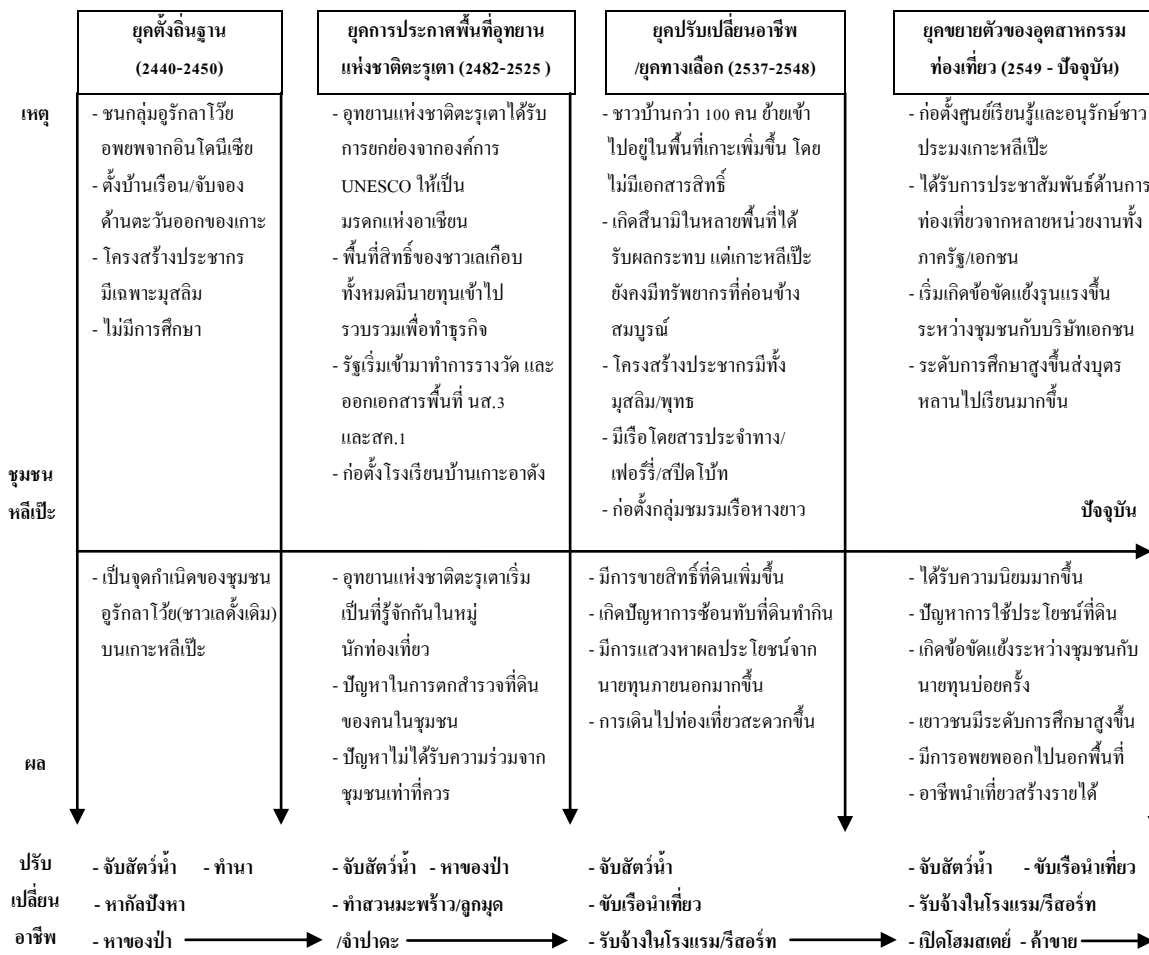 ยุคตั้งถิ่นฐาน
(2440-2450)
ยุคการประกาศพื้นที่อุทยาน
แห่งชาติตะรุเตา (2482-2525 )
ยุคปรับเปลี่ยนอาชีพ
/ยุคทางเลือก (2537-2548)
ยุคขยายตัวของอุตสาหกรรม
ท่องเที่ยว (2549 - ปัจจุบัน)
เหตุ
- ชนกลุ่มอูรักลาโว๊ย
อพยพจากอินโดนีเซีย
- ตั้งบ้านเรือน/จับจอง
ด้านตะวันออกของเกาะ
- โครงสร้างประชากร
มีเฉพาะมุสลิม
- ไม่มีการศึกษา
- อุทยานแห่งชาติตะรุเตาได้รับ
การยกย่องจากองค์การ
UNESCO ให้เป็น
มรดกแห่งอาเซียน
- พื้นที่สิทธิ์ของชาวเลเกือบ
ทั้งหมดมีนายทุนเข้าไป
รวบรวมเพื่อทำธุรกิจ
- รัฐเริ่มเข้ามาทำการรางวัด และ
ออกเอกสารพื้นที่ นส.3
และสค.1
- ก่อตั้งโรงเรียนบ้านเกาะอาดัง
- ชาวบ้านกว่า 100 คน ย้ายเข้า
ไปอยู่ในพื้นที่เกาะเพิ่มขึ้น โดย
ไม่มีเอกสารสิทธิ์
- เกิดสึนามิในหลายพื้นที่ได้
รับผลกระทบ แต่เกาะหลีเป๊ะ
ยังคงมีทรัพยากรที่ค่อนข้าง
สมบูรณ์
- โครงสร้างประชากรมีทั้ง
มุสลิม/พุทธ
- มีเรือโดยสารประจำทาง/
เฟอร์รี่/สปีดโบ้ท
- ก่อตั้งกลุ่มชมรมเรือหางยาว
- ก่อตั้งศูนย์เรียนรู้และอนุรักษ์ชาว
ประมงเกาะหลีเป๊ะ
- ได้รับการประชาสัมพันธ์ด้านการ
ท่องเที่ยวจากหลายหน่วยงานทั้ง
ภาครัฐ/เอกชน
- เริ่มเกิดข้อขัดแย้งรุนแรงขึ้น
ระหว่างชุมชนกับบริษัทเอกชน
- ระดับการศึกษาสูงขึ้นส่งบุตร
หลานไปเรียนมากขึ้น
ชุมชน
หลีเป๊ะ
ปัจจุบัน
- เป็นจุดกำเนิดของชุมชน
อูรักลาโว้ย(ชาวเลดั้งเดิม)
บนเกาะหลีเป๊ะ
- อุทยานแห่งชาติตะรุเตาเริ่ม
เป็นที่รู้จักกันในหมู่
นักท่องเที่ยว
- ปัญหาในการตกสำรวจที่ดิน
ของคนในชุมชน
- ปัญหาไม่ได้รับความร่วมจาก
ชุมชนเท่าที่ควร
- มีการขายสิทธิ์ที่ดินเพิ่มขึ้น
- เกิดปัญหาการซ้อนทับที่ดินทำกิน
- มีการแสวงหาผลประโยชน์จาก
นายทุนภายนอกมากขึ้น
- การเดินไปท่องเที่ยวสะดวกขึ้น
- ได้รับความนิยมมากขึ้น
- ปัญหาการใช้ประโยชน์ที่ดิน
- เกิดข้อขัดแย้งระหว่างชุมชนกับ
นายทุนบ่อยครั้ง
- เยาวชนมีระดับการศึกษาสูงขึ้น
- มีการอพยพออกไปนอกพื้นที่
- อาชีพนำเที่ยวสร้างรายได้
ผล
ปรับ
เปลี่ยน
อาชีพ
- จับสัตว์น้ำ - ทำนา
- หากัลปังหา
- หาของป่า
- จับสัตว์น้ำ - หาของป่า
- ทำสวนมะพร้าว/ลูกมุด
/จำปาดะ
- จับสัตว์น้ำ
- ขับเรือนำเที่ยว
- รับจ้างในโรงแรม/รีสอร์ท
- จับสัตว์น้ำ - ขับเรือนำเที่ยว
- รับจ้างในโรงแรม/รีสอร์ท
- เปิดโฮมสเตย์ - ค้าขาย